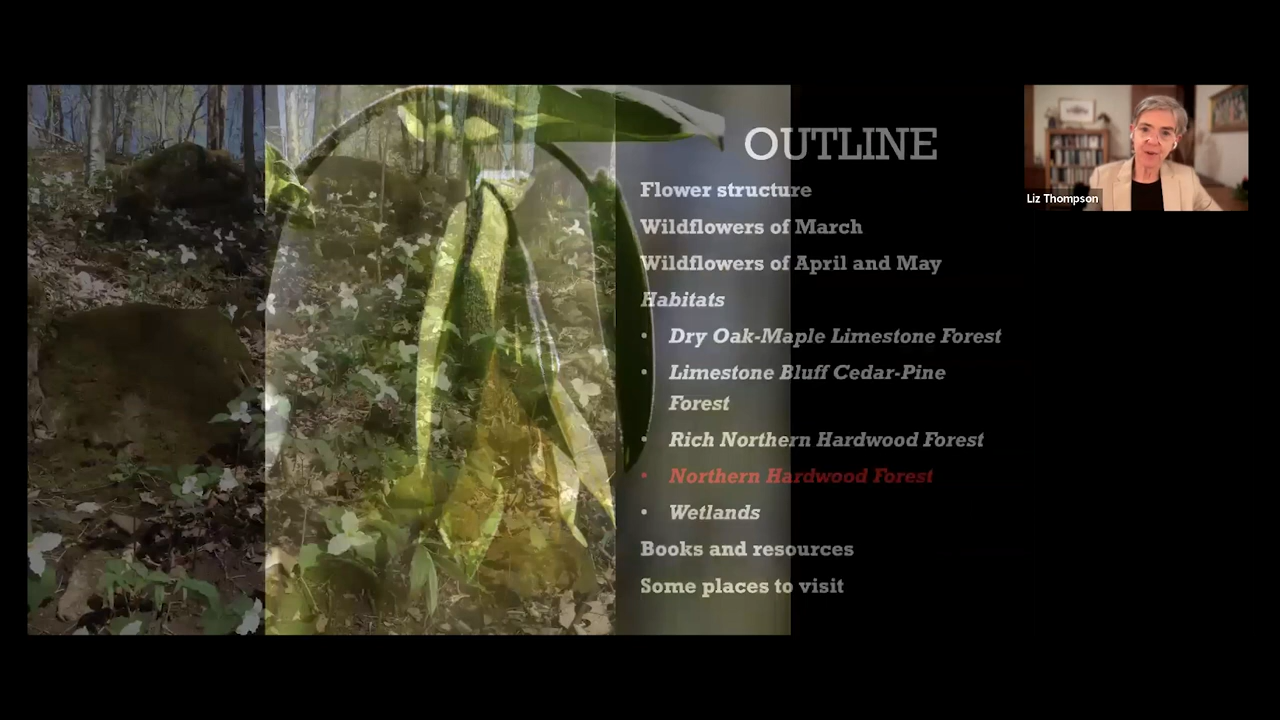 OUTLINE
Flower structure
Wildflowers of March
Wildflowers of April and May
Habitats
• Dry Oak-Maple Limestone Forest
• Limestone Bluff Cedar-Pine
Forest
• Rich Northern Hardwood Forest
• Northern Hardwood Forest
• Wetlands
Books and resources
Some places to visit
Liz Thompson